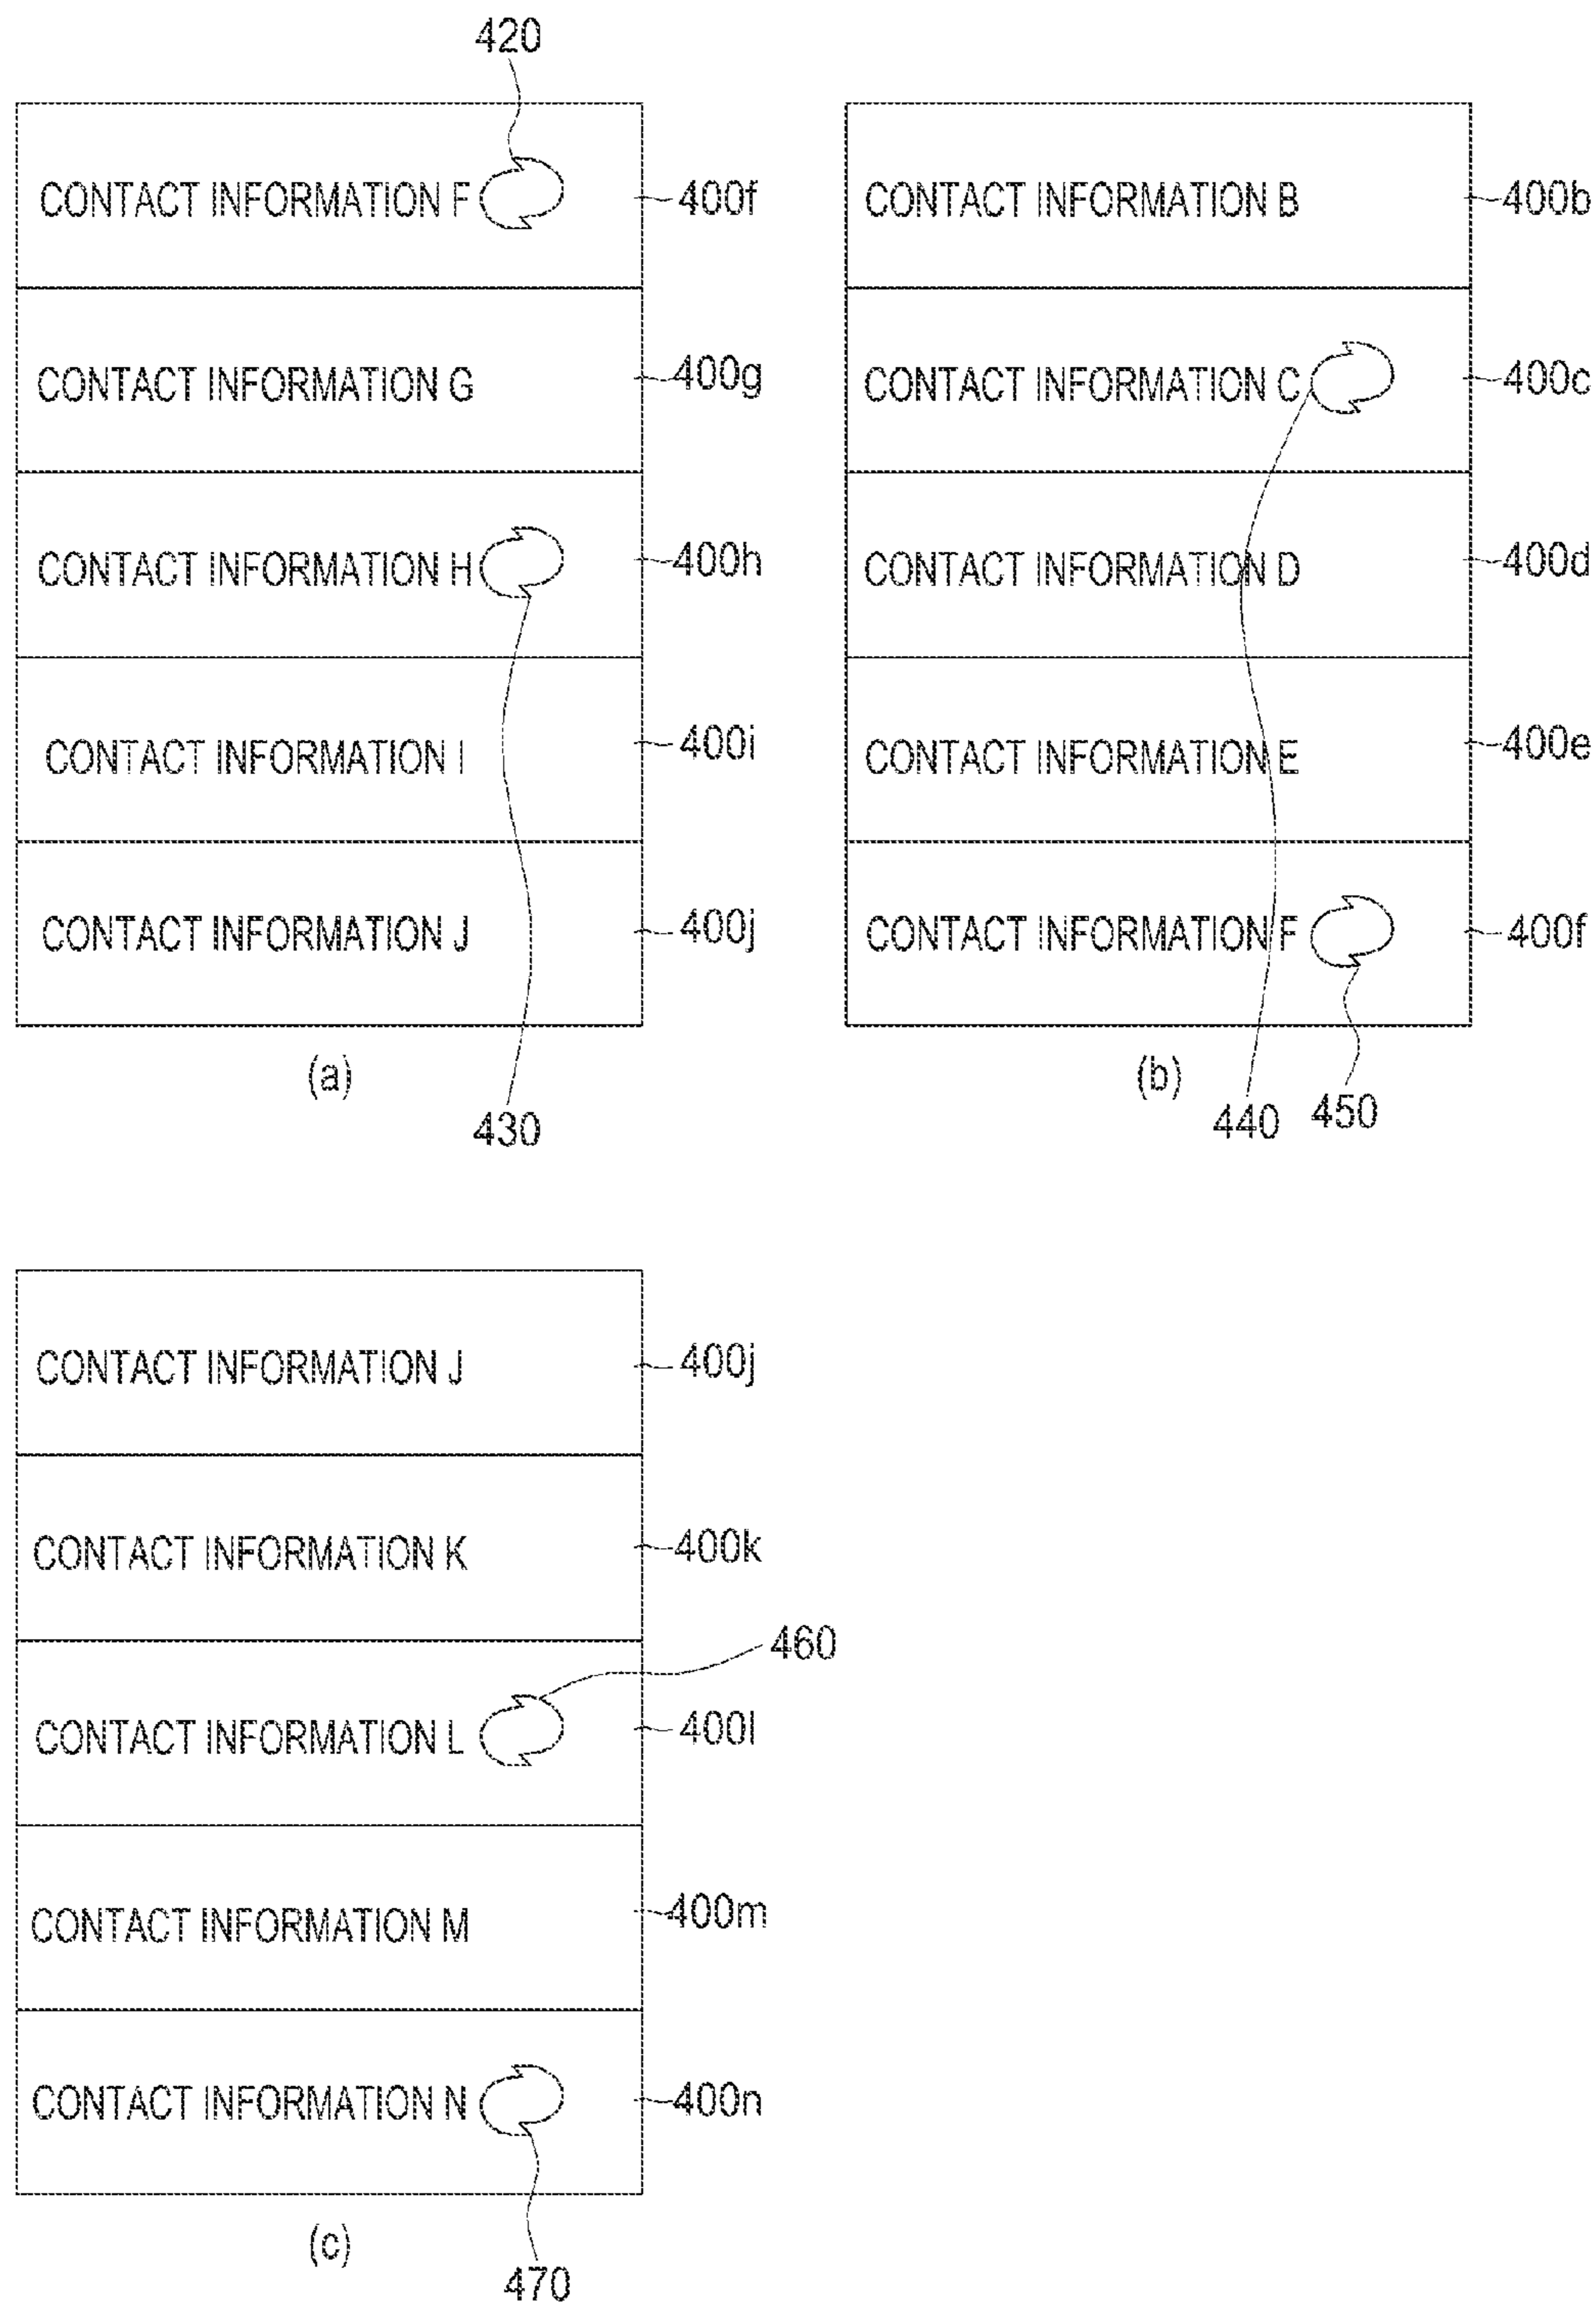 420
CONTACT INFORMATION F 400f
CONTACT INFORMATION G 400g
CONTACT INFORMATION H 400h
CONTACT INFORMATION I 400i
CONTACT INFORMATION J 400j
(a)
430
CONTACT INFORMATION B 400b
CONTACT INFORMATION C 400c
CONTACT INFORMATION D 400d
CONTACT INFORMATION E 400e
CONTACT INFORMATION F 400f
(b)
440 450
CONTACT INFORMATION J 400j
CONTACT INFORMATION K 400k
460
CONTACT INFORMATION L 400l
CONTACT INFORMATION M 400m
CONTACT INFORMATION N 400n
(c)
470